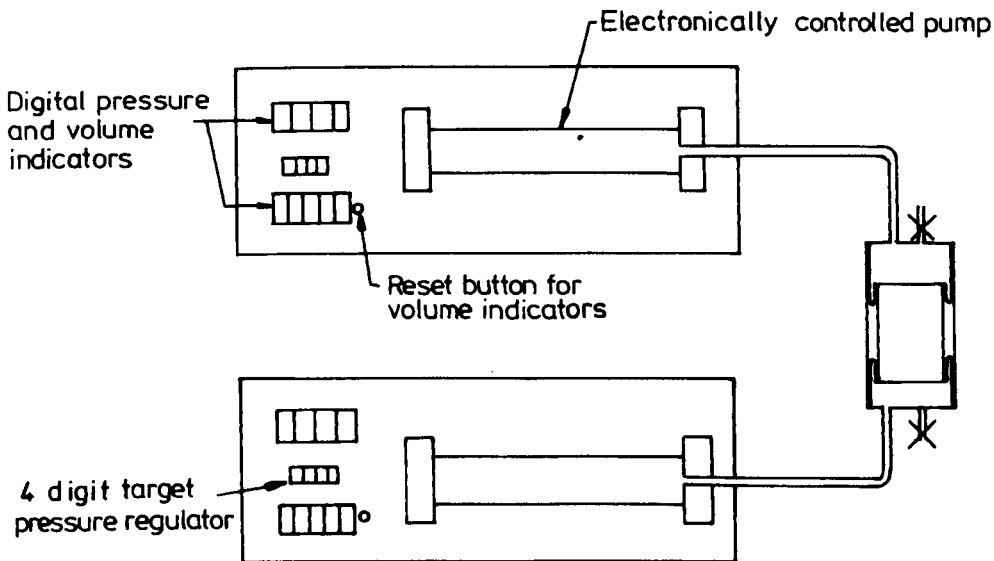 Electronically controlled pump
Digital pressure
and volume
indicators
Reset button for
volume indicators
4 digit target
pressure regulator